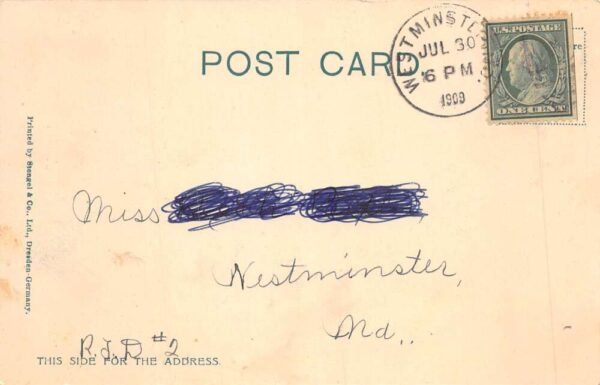 POST CARD
WESTMINSTER
JUL 30
6 PM
1909
U.S. POSTAGE
ONE CENT
re
Miss
Westminster,
Md.,
R.F.D #2
THIS SIDE FOR THE ADDRESS.
Printed by Stengel & Co., Ltd., Dresden-Germany.